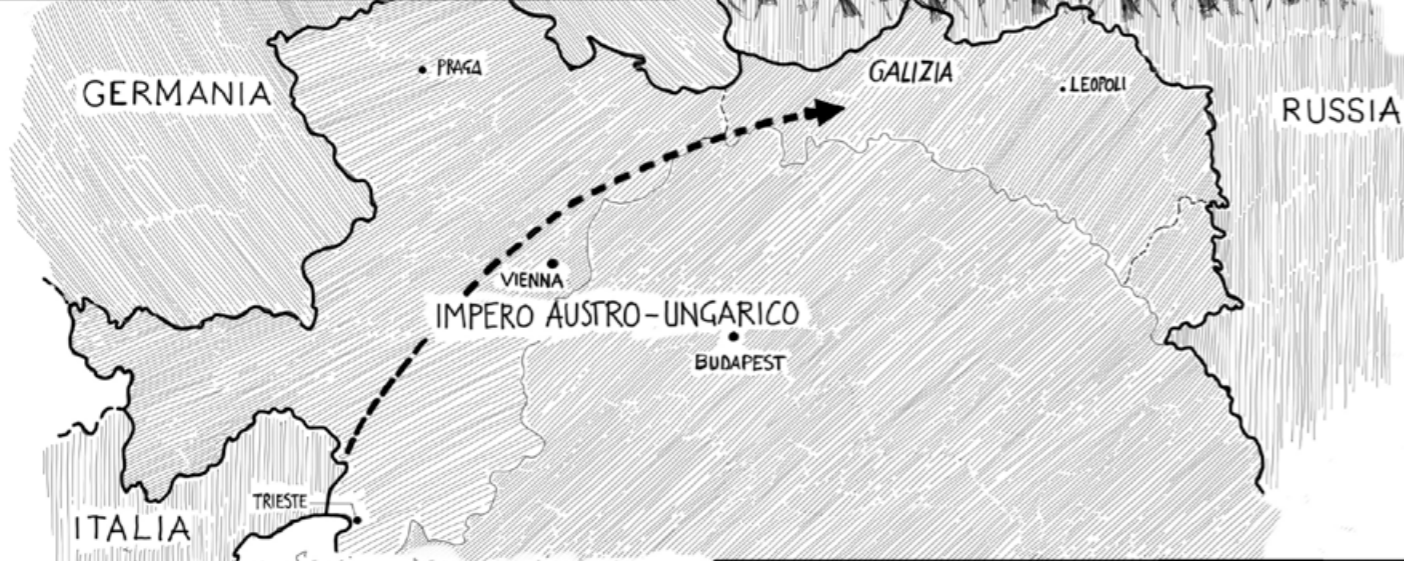 PRAGA
GALIZIA
GERMANIA
LEOPOLI
RUSSIA
VIENNA
IMPERO AUSTRO-UNGARICO
BUDAPEST
TRIESTE
ITALIA